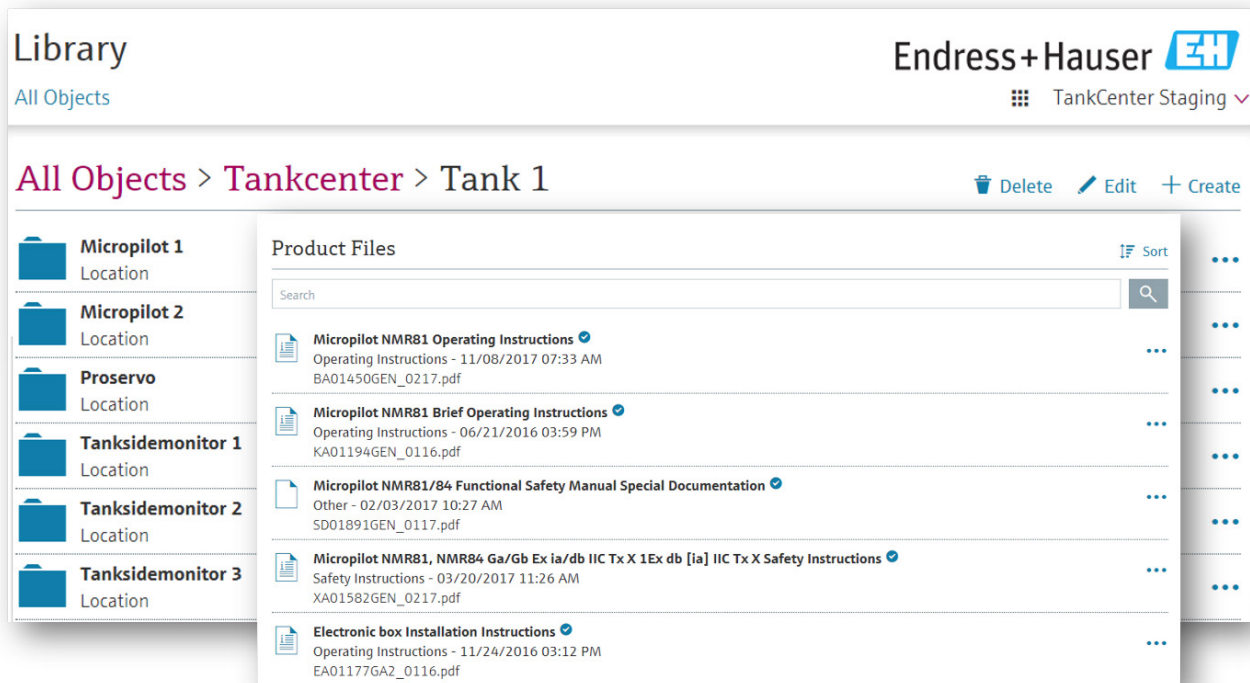 Library
Endress+Hauser EH
All Objects
TankCenter Staging
All Objects > Tankcenter > Tank 1
Delete
Edit
+ Create
Micropilot 1
Location
Micropilot 2
Location
Proservo
Location
Tanksidemonitor 1
Location
Tanksidemonitor 2
Location
Tanksidemonitor 3
Location
Product Files
Sort
Search
Micropilot NMR81 Operating Instructions
Operating Instructions - 11/08/2017 07:33 AM
BA01450GEN_0217.pdf
Micropilot NMR81 Brief Operating Instructions
Operating Instructions - 06/21/2016 03:59 PM
KA01194GEN_0116.pdf
Micropilot NMR81/84 Functional Safety Manual Special Documentation
Other - 02/03/2017 10:27 AM
SD01891GEN_0117.pdf
Micropilot NMR81, NMR84 Ga/Gb Ex ia/db IIC Tx X 1Ex db [ia] IIC Tx X Safety Instructions
Safety Instructions - 03/20/2017 11:26 AM
XA01582GEN_0217.pdf
Electronic box Installation Instructions
Operating Instructions - 11/24/2016 03:12 PM
EA01177GA2_0116.pdf